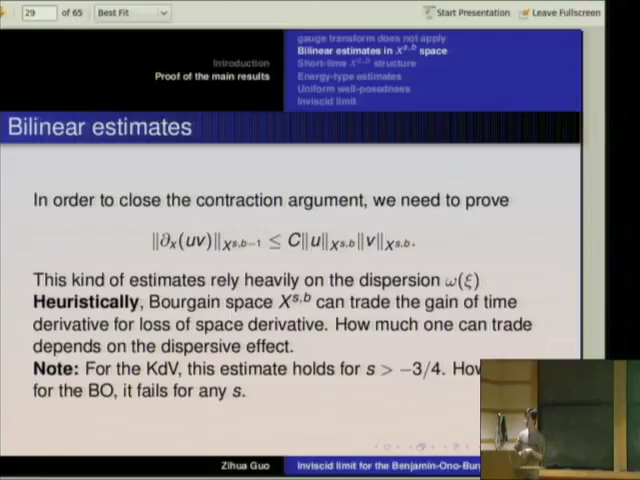 29 of 65 Best Fit Start Presentation Leave Fullscreen
gauge transform does not apply
Introduction Bilinear estimates in X^{s,b} space
Proof of the main results Short-time X^{s,b} structure
Energy-type estimates
Uniform well-posedness
Inviscid limit
Bilinear estimates
In order to close the contraction argument, we need to prove
‖∂ₓ(uv)‖_{X^{s,b−1}} ≤ C‖u‖_{X^{s,b}}‖v‖_{X^{s,b}}.
This kind of estimates rely heavily on the dispersion ω(ξ)
Heuristically, Bourgain space X^{s,b} can trade the gain of time
derivative for loss of space derivative. How much one can trade
depends on the dispersive effect.
Note: For the KdV, this estimate holds for s > −3/4. Ho
for the BO, it fails for any s.
Zihua Guo Inviscid limit for the Benjamin-Ono-Bur